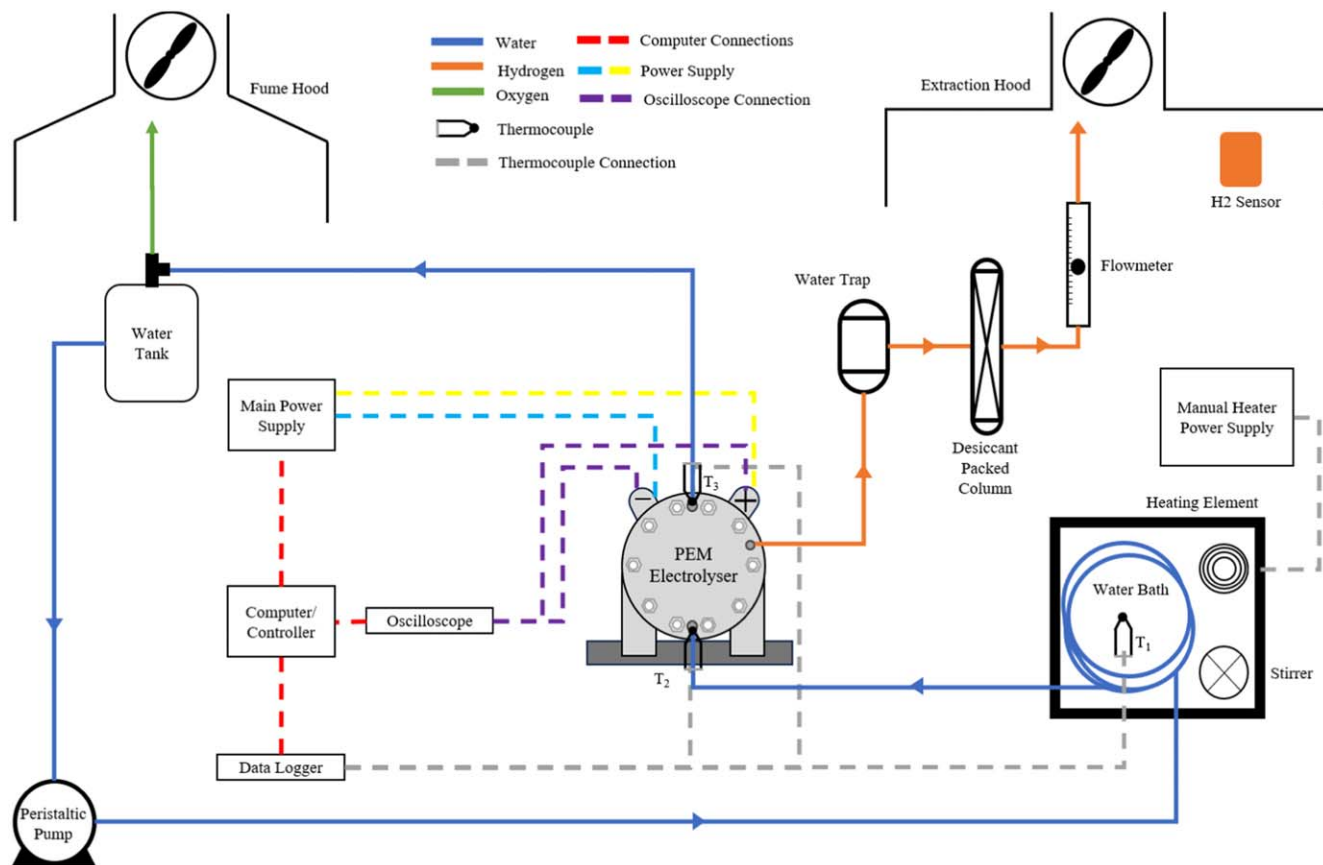 Fume Hood
Water
Hydrogen
Oxygen
Thermocouple
Thermocouple Connection
Computer Connections
Power Supply
Oscilloscope Connection
Extraction Hood
H2 Sensor
Flowmeter
Water Trap
Desiccant
Packed
Column
Water
Tank
Main Power
Supply
Manual Heater
Power Supply
T3
−
+
PEM
Electrolyser
T2
Computer/
Controller
Oscilloscope
Heating Element
Water Bath
T1
Stirrer
Data Logger
Peristaltic
Pump